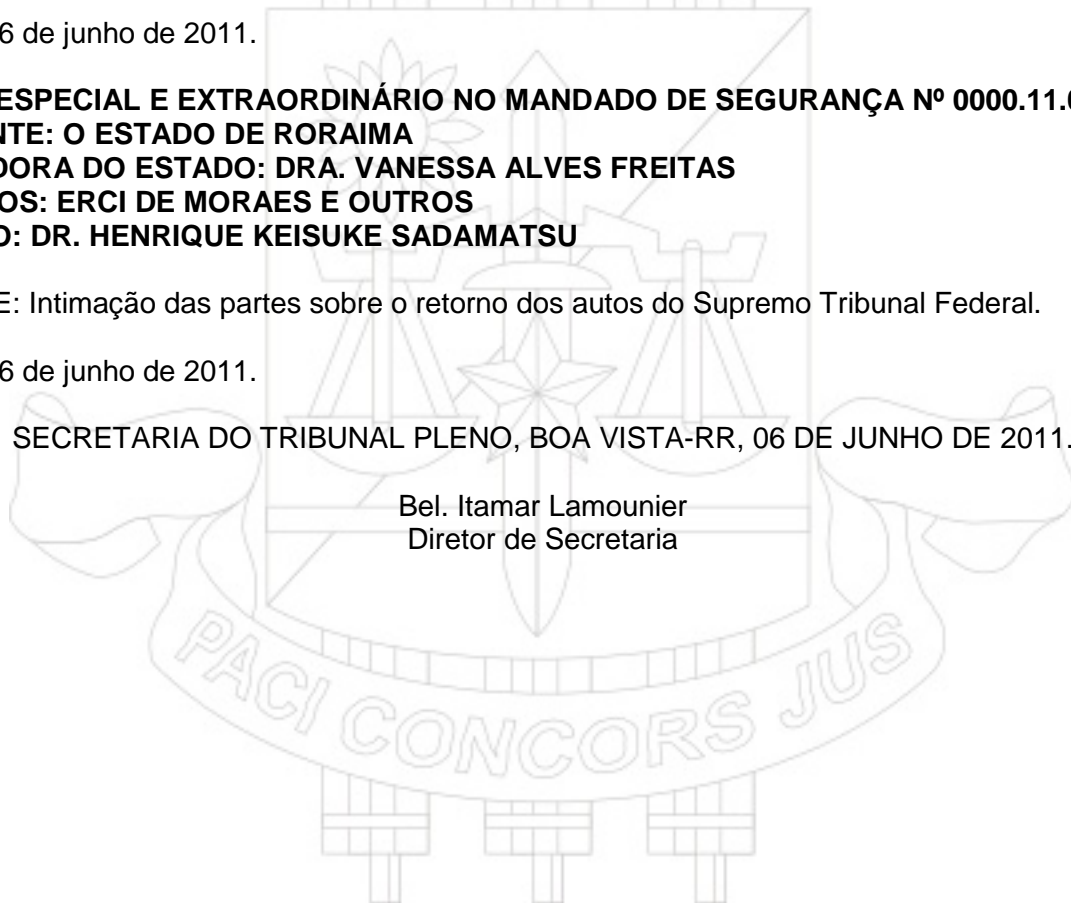 6 de junho de 2011.
ESPECIAL E EXTRAORDINÁRIO NO MANDADO DE SEGURANÇA Nº 0000.11.0
NTE: O ESTADO DE RORAIMA
DORA DO ESTADO: DRA. VANESSA ALVES FREITAS
OS: ERCI DE MORAES E OUTROS
O: DR. HENRIQUE KEISUKE SADAMATSU
E: Intimação das partes sobre o retorno dos autos do Supremo Tribunal Federal.
6 de junho de 2011.
SECRETARIA DO TRIBUNAL PLENO, BOA VISTA-RR, 06 DE JUNHO DE 2011.
Bel. Itamar Lamounier
Diretor de Secretaria
PACI CONCORS JUS